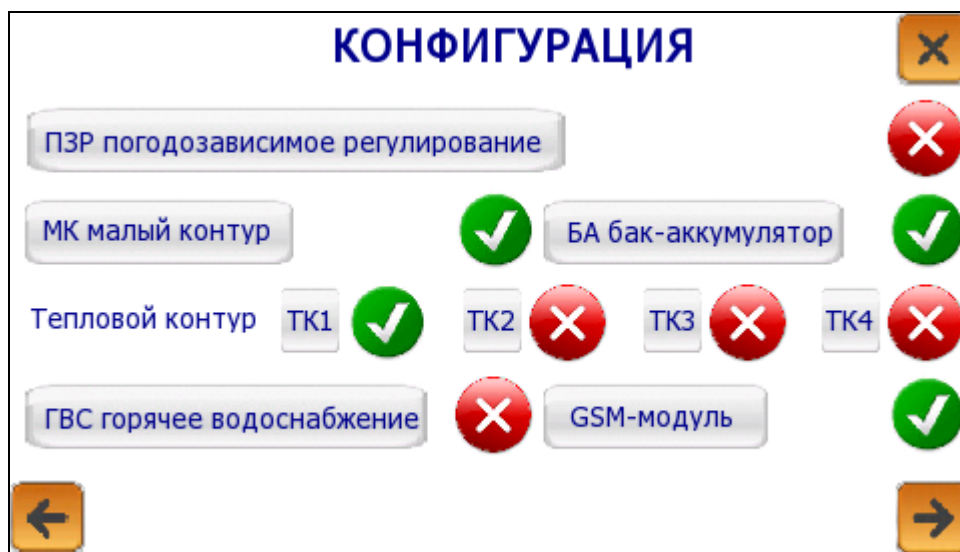 КОНФИГУРАЦИЯ
ПЗР погодозависимое регулирование
МК малый контур БА бак-аккумулятор
Тепловой контур ТК1 ТК2 ТК3 ТК4
ГВС горячее водоснабжение GSM-модуль